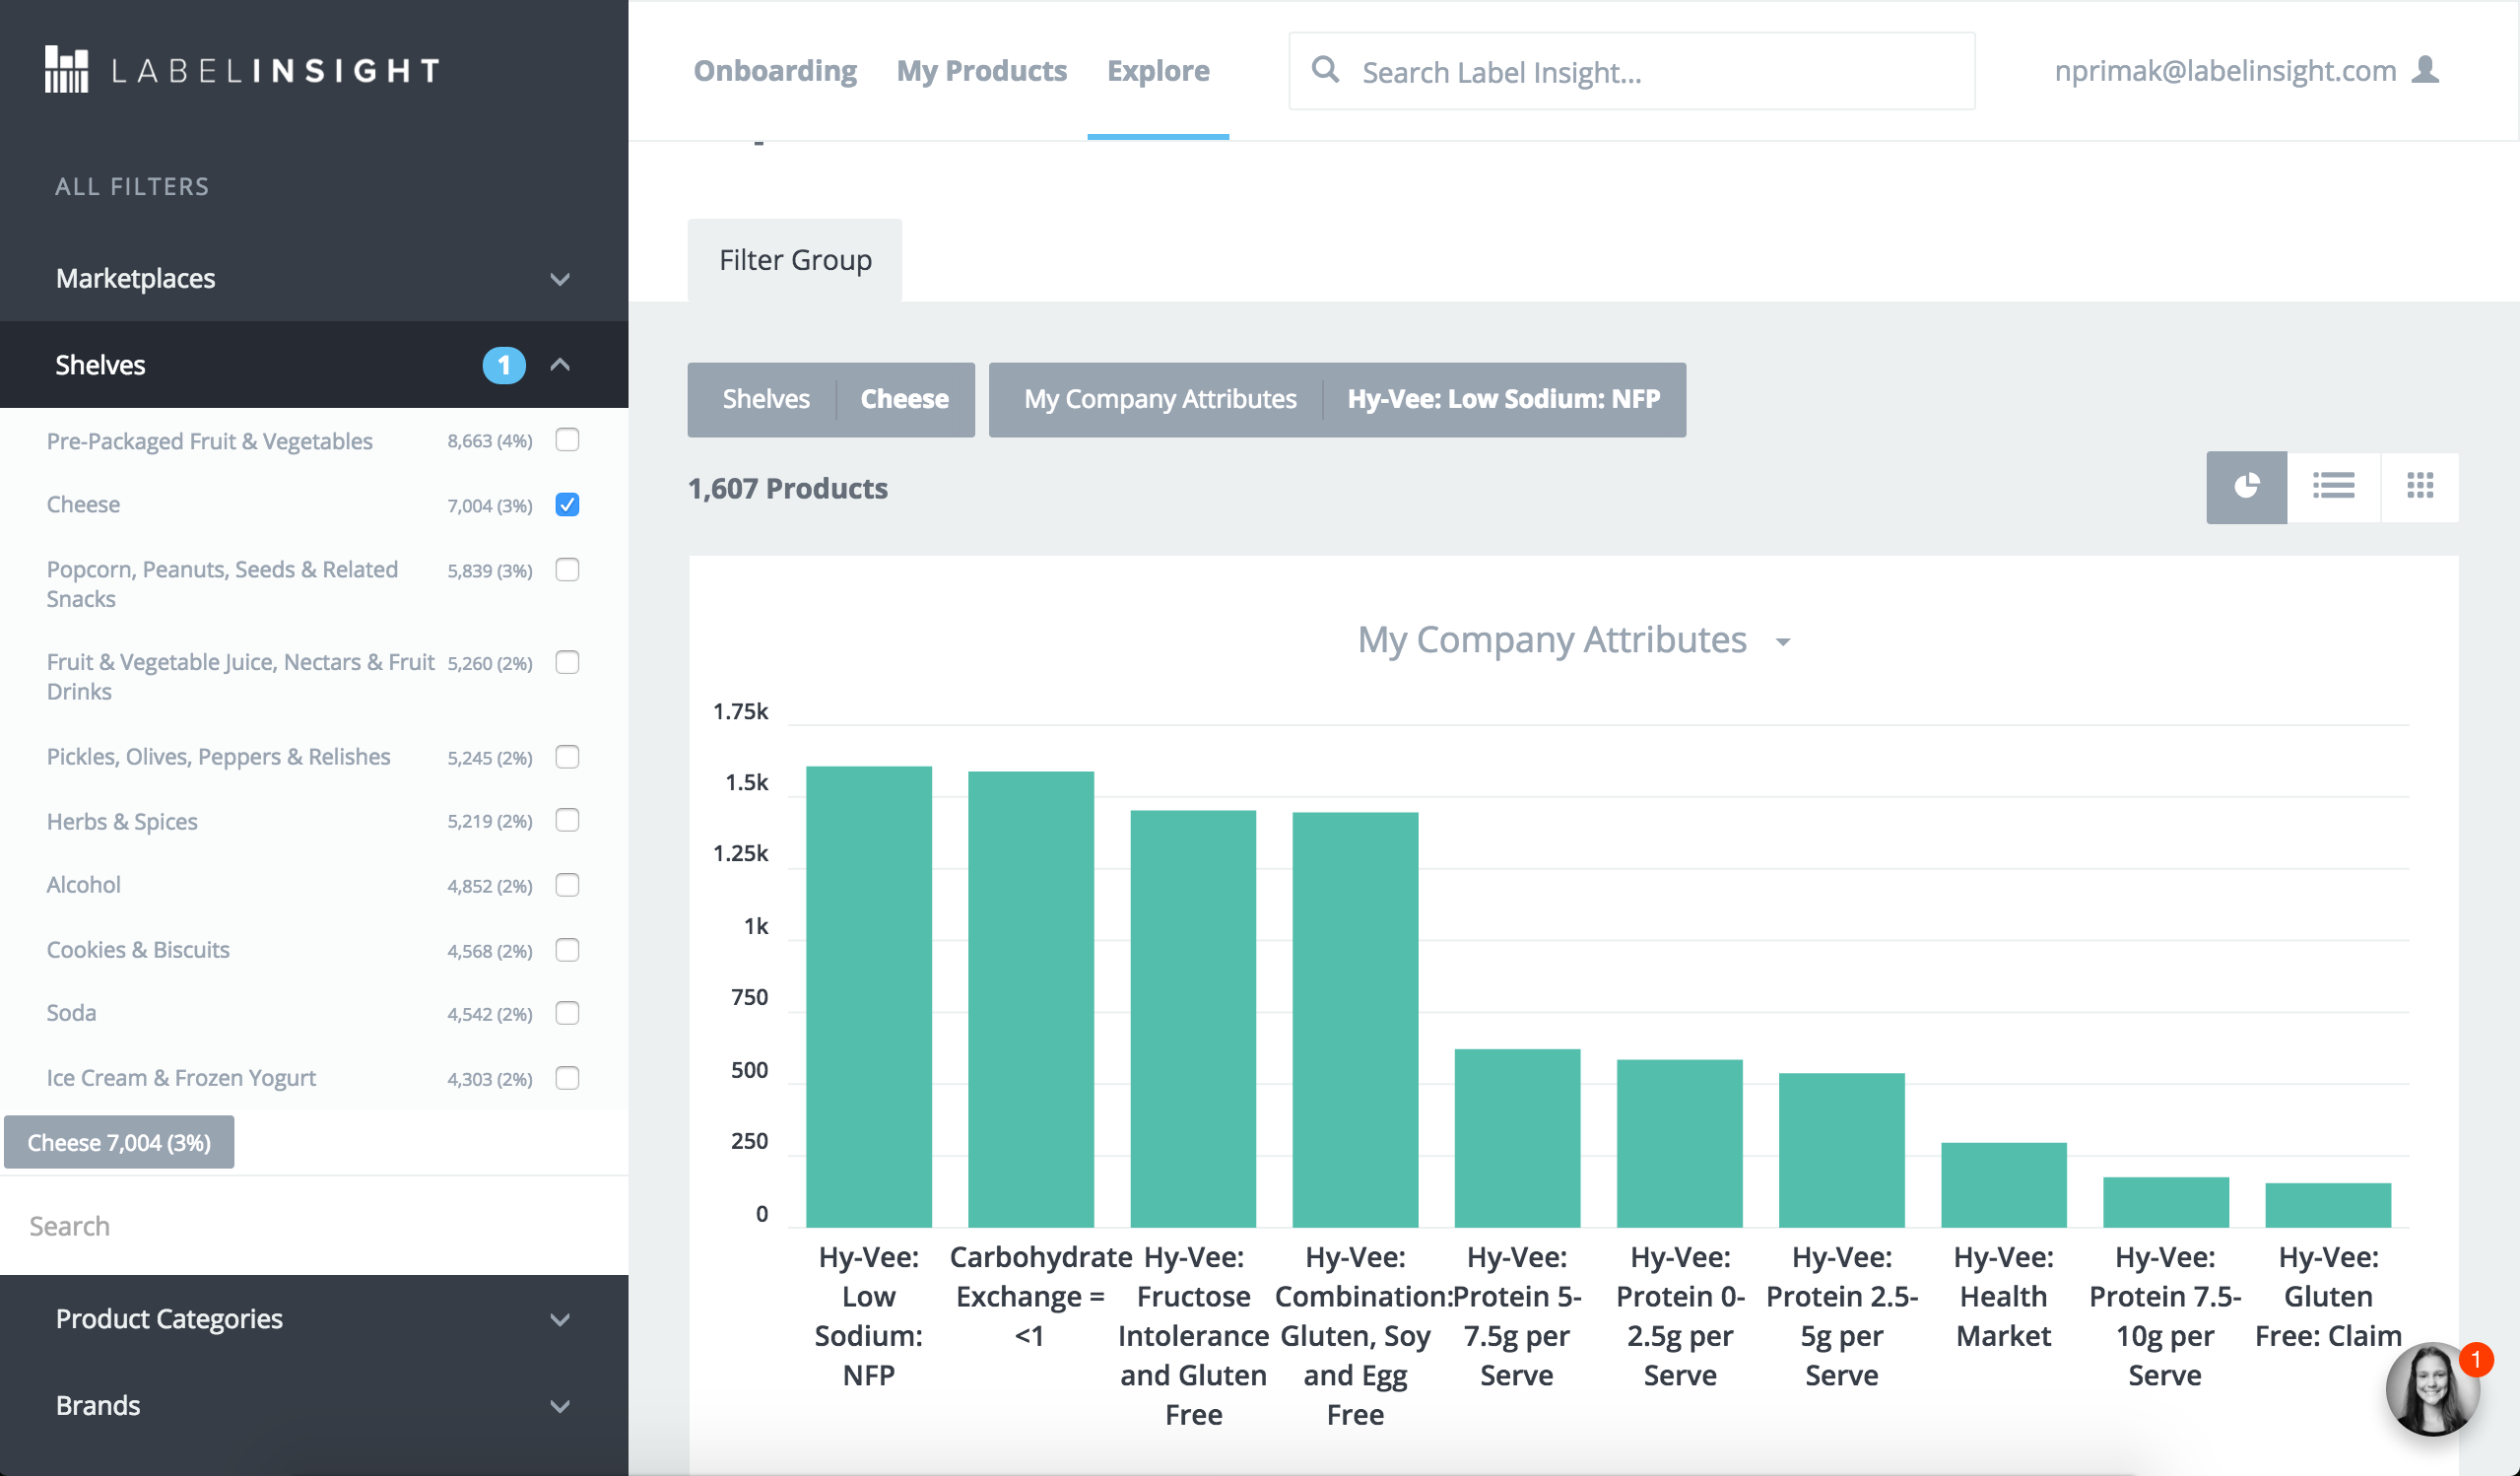 LABELINSIGHT
Onboarding
My Products
Explore
Search Label Insight...
nprimak@labelinsight.com
ALL FILTERS
Marketplaces
Shelves
1
Pre-Packaged Fruit & Vegetables 8,663 (4%)
Cheese 7,004 (3%)
Popcorn, Peanuts, Seeds & Related 5,839 (3%)
Snacks
Fruit & Vegetable Juice, Nectars & Fruit 5,260 (2%)
Drinks
Pickles, Olives, Peppers & Relishes 5,245 (2%)
Herbs & Spices 5,219 (2%)
Alcohol 4,852 (2%)
Cookies & Biscuits 4,568 (2%)
Soda 4,542 (2%)
Ice Cream & Frozen Yogurt 4,303 (2%)
Cheese 7,004 (3%)
Search
Product Categories
Brands
Filter Group
Shelves Cheese
My Company Attributes Hy-Vee: Low Sodium: NFP
1,607 Products
My Company Attributes
1.75k
1.5k
1.25k
1k
750
500
250
0
Hy-Vee:
Low
Sodium:
NFP
Carbohydrate
Exchange =
<1
Hy-Vee:
Fructose
Intolerance
and Gluten
Free
Hy-Vee:
Combination:
Gluten, Soy
and Egg
Free
Hy-Vee:
Protein 5-
7.5g per
Serve
Hy-Vee:
Protein 0-
2.5g per
Serve
Hy-Vee:
Protein 2.5-
5g per
Serve
Hy-Vee:
Health
Market
Hy-Vee:
Protein 7.5-
10g per
Serve
Hy-Vee:
Gluten
Free: Claim
1